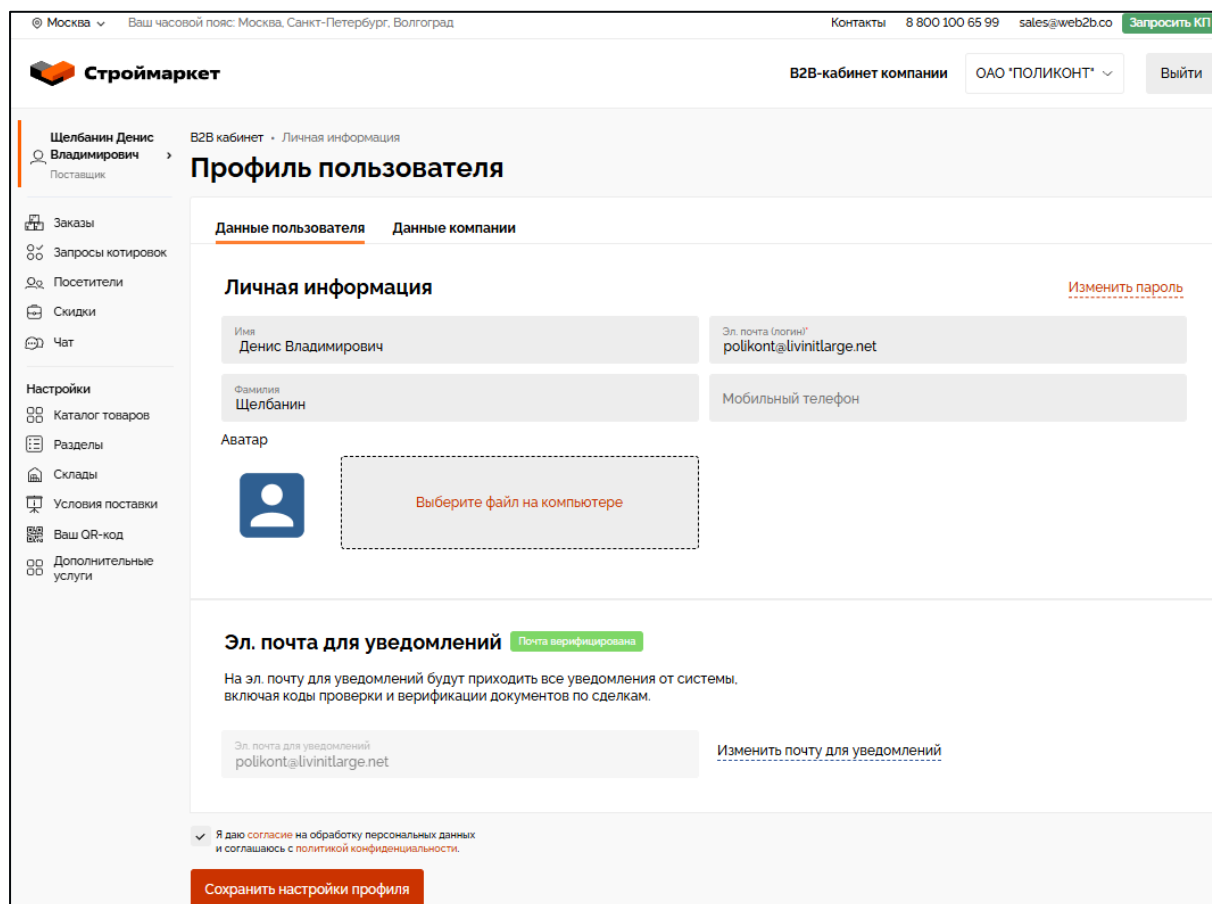 Москва
Ваш часовой пояс: Москва, Санкт-Петербург, Волгоград
Контакты
8 800 100 65 99
sales@web2b.co
Запросить КП
Строймаркет
B2B-кабинет компании
ОАО "ПОЛИКОНТ"
Выйти
Щелбанин Денис
Владимирович
Поставщик
Заказы
Запросы котировок
Посетители
Скидки
Чат
Настройки
Каталог товаров
Разделы
Склады
Условия поставки
Ваш QR-код
Дополнительные
услуги
B2B кабинет • Личная информация
Профиль пользователя
Данные пользователя
Данные компании
Личная информация
Изменить пароль
Имя
Денис Владимирович
Эл. почта (логин)*
polikont@livinitlarge.net
Фамилия
Щелбанин
Мобильный телефон
Аватар
Выберите файл на компьютере
Эл. почта для уведомлений
Почта верифицирована
На эл. почту для уведомлений будут приходить все уведомления от системы,
включая коды проверки и верификации документов по сделкам.
Эл. почта для уведомлений
polikont@livinitlarge.net
Изменить почту для уведомлений
Я даю согласие на обработку персональных данных
и соглашаюсь с политикой конфиденциальности.
Сохранить настройки профиля